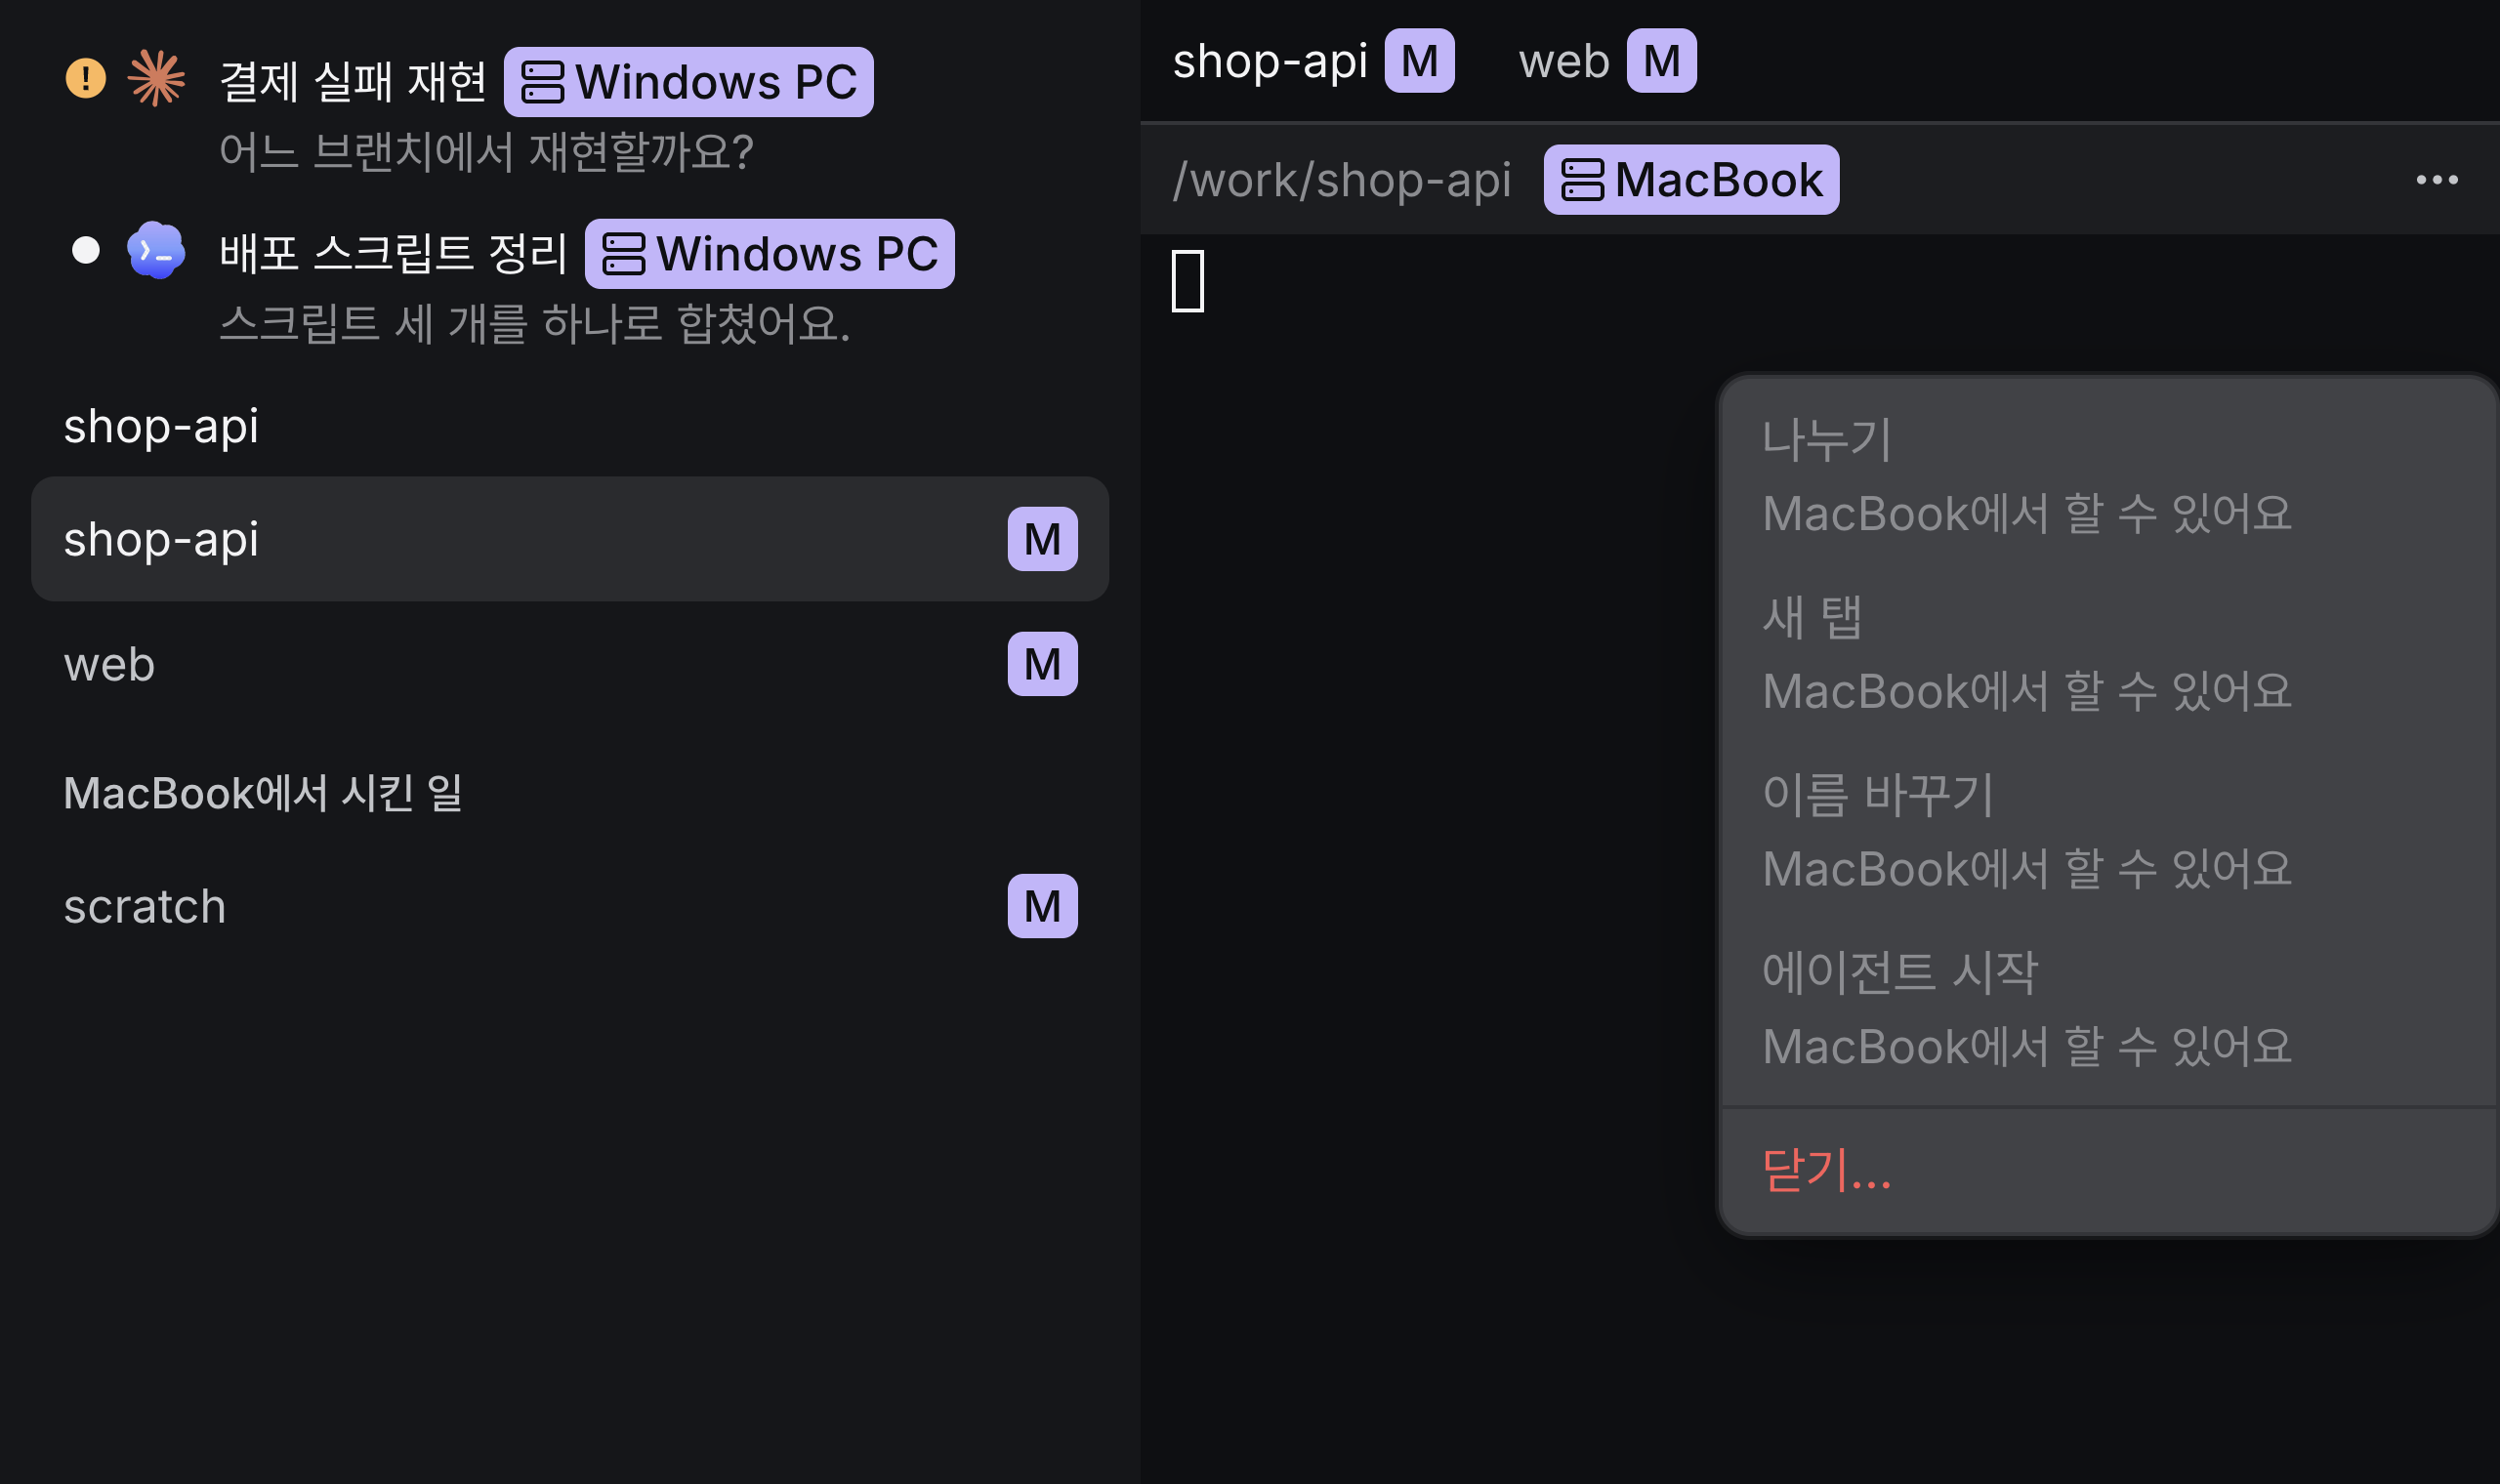 결제 실패 재현 Windows PC
어느 브랜치에서 재현할까요?
배포 스크립트 정리 Windows PC
스크립트 세 개를 하나로 합쳤어요.
shop-api
shop-api M
web M
MacBook에서 시킨 일
scratch M
shop-api M web M
/work/shop-api MacBook ...
나누기
MacBook에서 할 수 있어요
새 탭
MacBook에서 할 수 있어요
이름 바꾸기
MacBook에서 할 수 있어요
에이전트 시작
MacBook에서 할 수 있어요
닫기...